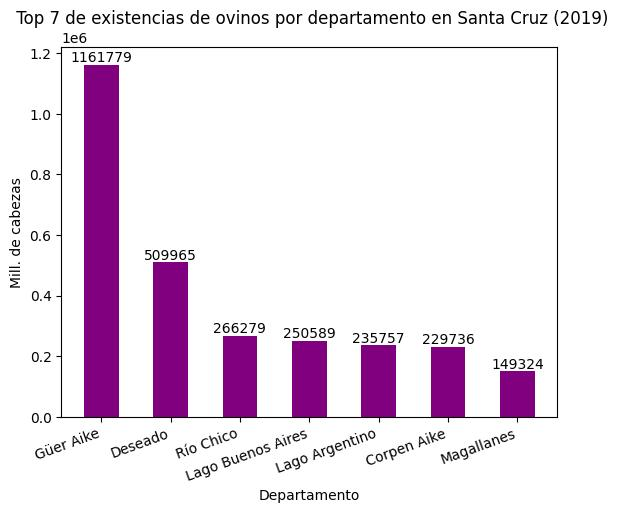 Top 7 de existencias de ovinos por departamento en Santa Cruz (2019)
1e6
1.2
1.0
0.8
0.6
0.4
0.2
0.0
Mill. de cabezas
1161779
509965
266279
250589
235757
229736
149324
Güer Aike
Deseado
Río Chico
Lago Buenos Aires
Lago Argentino
Corpen Aike
Magallanes
Departamento